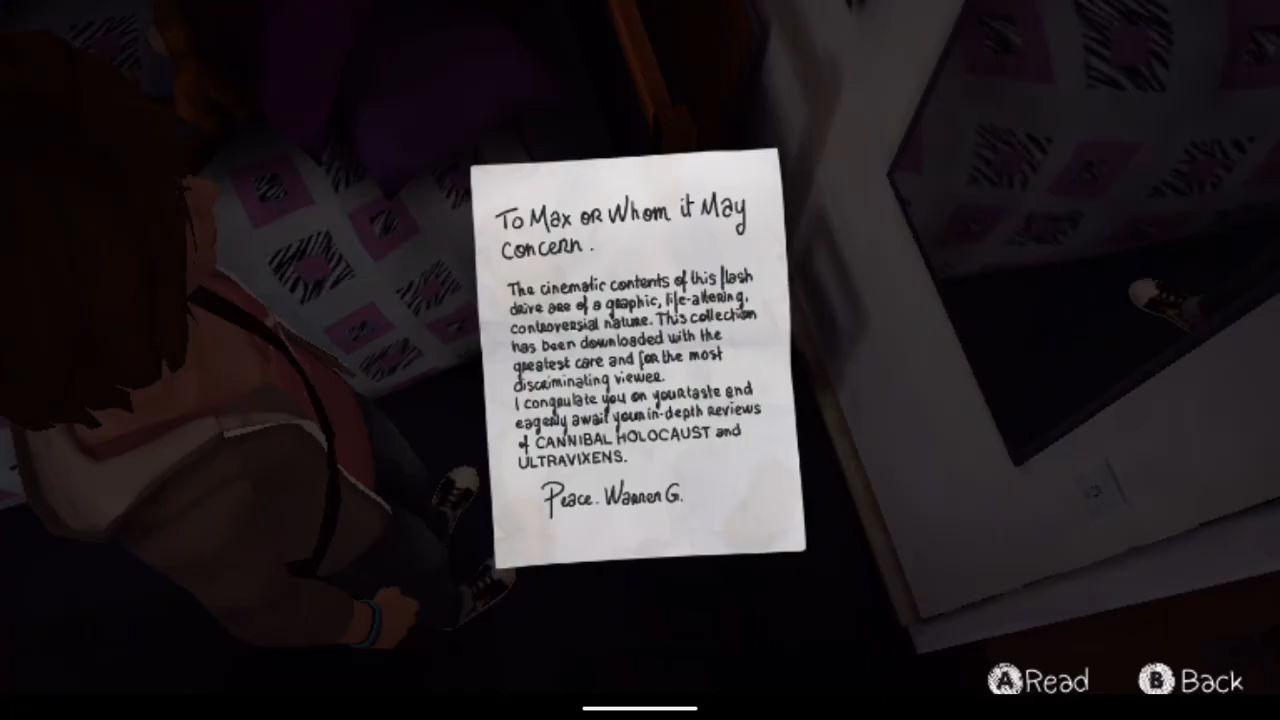 To Max or Whom it May
Concern.
The cinematic contents of this flash
drive are of a graphic, life-altering,
controversial nature. This collection
has been downloaded with the
greatest care and for the most
discriminating viewer.
I congrulate you on your taste and
eagerly await your in-depth reviews
of CANNIBAL HOLOCAUST and
ULTRAVIXENS.
Peace. Warren G.
A Read
B Back